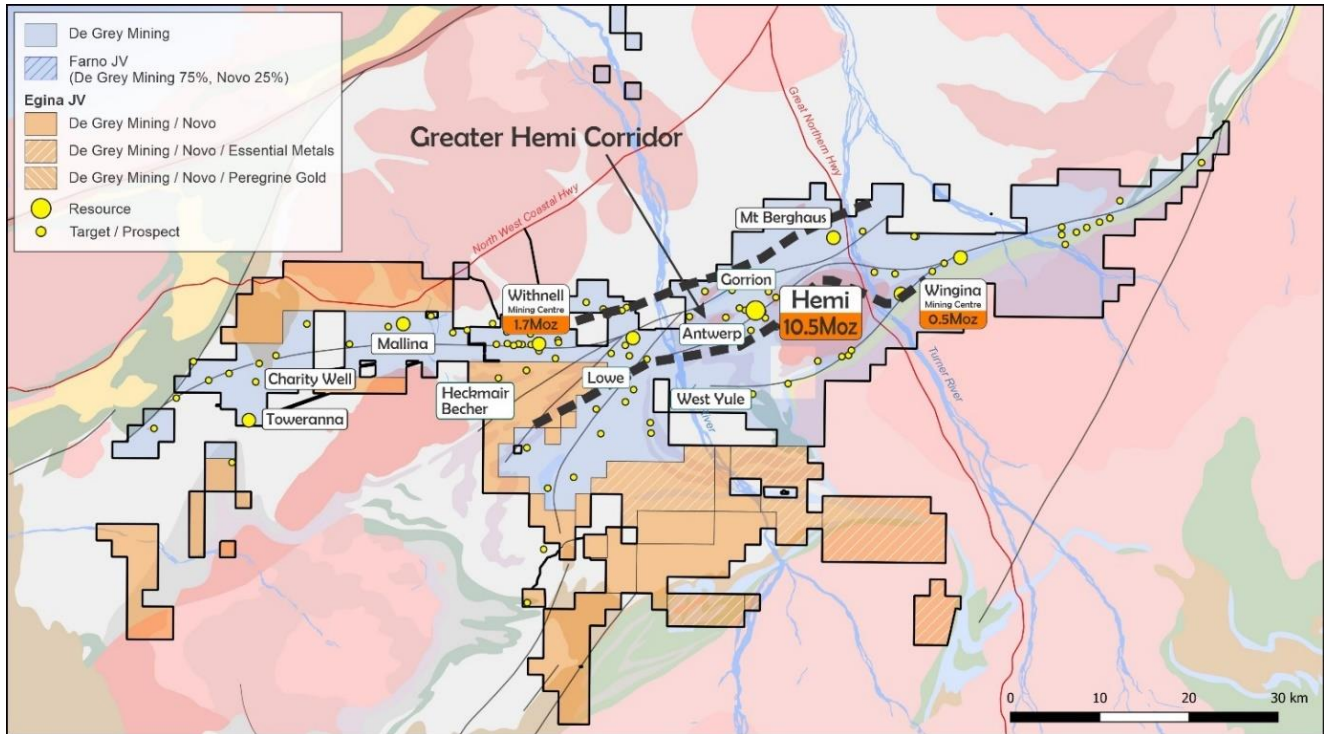 De Grey Mining
Farno JV
(De Grey Mining 75%, Novo 25%)
Egina JV
De Grey Mining / Novo
De Grey Mining / Novo / Essential Metals
De Grey Mining / Novo / Peregrine Gold
Resource
Target / Prospect
Greater Hemi Corridor
North West Coastal Hwy
Great Northern Hwy
Mt Berghaus
Gorrion
Withnell
Mining Centre
1.7Moz
Hemi
10.5Moz
Wingina
Mining Centre
0.5Moz
Antwerp
Mallina
Charity Well
Toweranna
Heckmair
Becher
Lowe
West Yule
River
Turner River
0 10 20 30 km